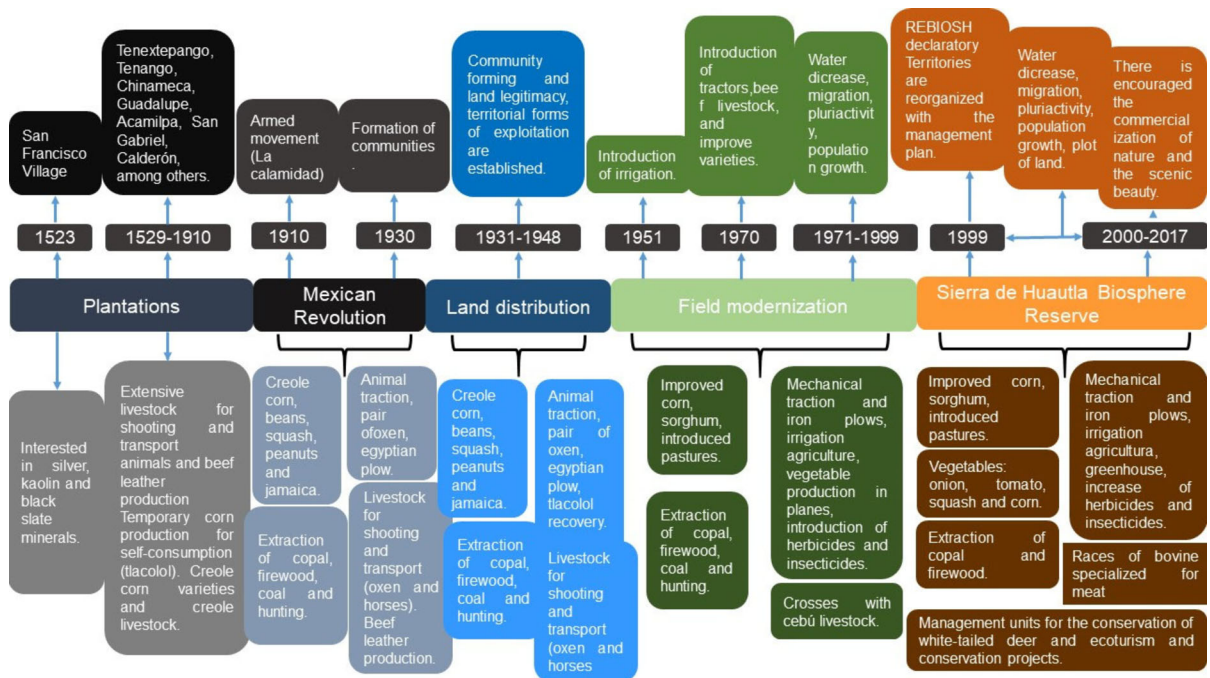 San
Francisco
Village
Tenextepango,
Tenango,
Chinameca,
Guadalupe,
Acamilpa, San
Gabriel,
Calderón,
among others.
Armed
movement
(La
calamidad)
Formation of
communities
.
Community
forming and
land legitimacy,
territorial forms
of exploitation
are
established.
Introduction
of irrigation.
Introduction
of
tractors,bee
f livestock,
and
improve
varieties.
Water
dicrease,
migration,
pluriactivit
y,
populatio
n growth.
REBIOSH
declaratory
Territories
are
reorganized
with the
management
plan.
Water
dicrease,
migration,
pluriactivity,
population
growth, plot
of land.
There is
encouraged
the
commercial
ization of
nature and
the scenic
beauty.
1523
1529-1910
1910
1930
1931-1948
1951
1970
1971-1999
1999
2000-2017
Plantations
Mexican
Revolution
Land distribution
Field modernization
Sierra de Huautla Biosphere
Reserve
Interested
in silver,
kaolin and
black
slate
minerals.
Extensive
livestock for
shooting and
transport
animals and beef
leather
production
Temporary corn
production for
self-consumption
(tlacolol). Creole
corn varieties
and creole
livestock.
Creole
corn,
beans,
squash,
peanuts
and
jamaica.
Extraction
of copal,
firewood,
coal and
hunting.
Animal
traction,
pair
ofoxen,
egyptian
plow.
Livestock
for
shooting
and
transport
(oxen and
horses).
Beef
leather
production.
Creole
corn,
beans,
squash,
peanuts
and
jamaica.
Extraction
of copal,
firewood,
coal and
hunting.
Animal
traction,
pair of
oxen,
egyptian
plow,
tlacolol
recovery.
Livestock
for
shooting
and
transport
(oxen and
horses
Improved
corn,
sorghum,
introduced
pastures.
Extraction
of copal,
firewood,
coal and
hunting.
Mechanical
traction and
iron plows,
irrigation
agriculture,
vegetable
production in
planes,
introduction of
herbicides and
insecticides.
Crosses with
cebú livestock.
Improved corn,
sorghum,
introduced
pastures.
Vegetables:
onion, tomato,
squash and corn.
Extraction of
copal and
firewood.
Mechanical
traction and
iron plows,
irrigation
agricultura,
greenhouse,
increase of
herbicides and
insecticides.
Races of bovine
specialized for
meat
Management units for the conservation of
white-tailed deer and ecoturism and
conservation projects.